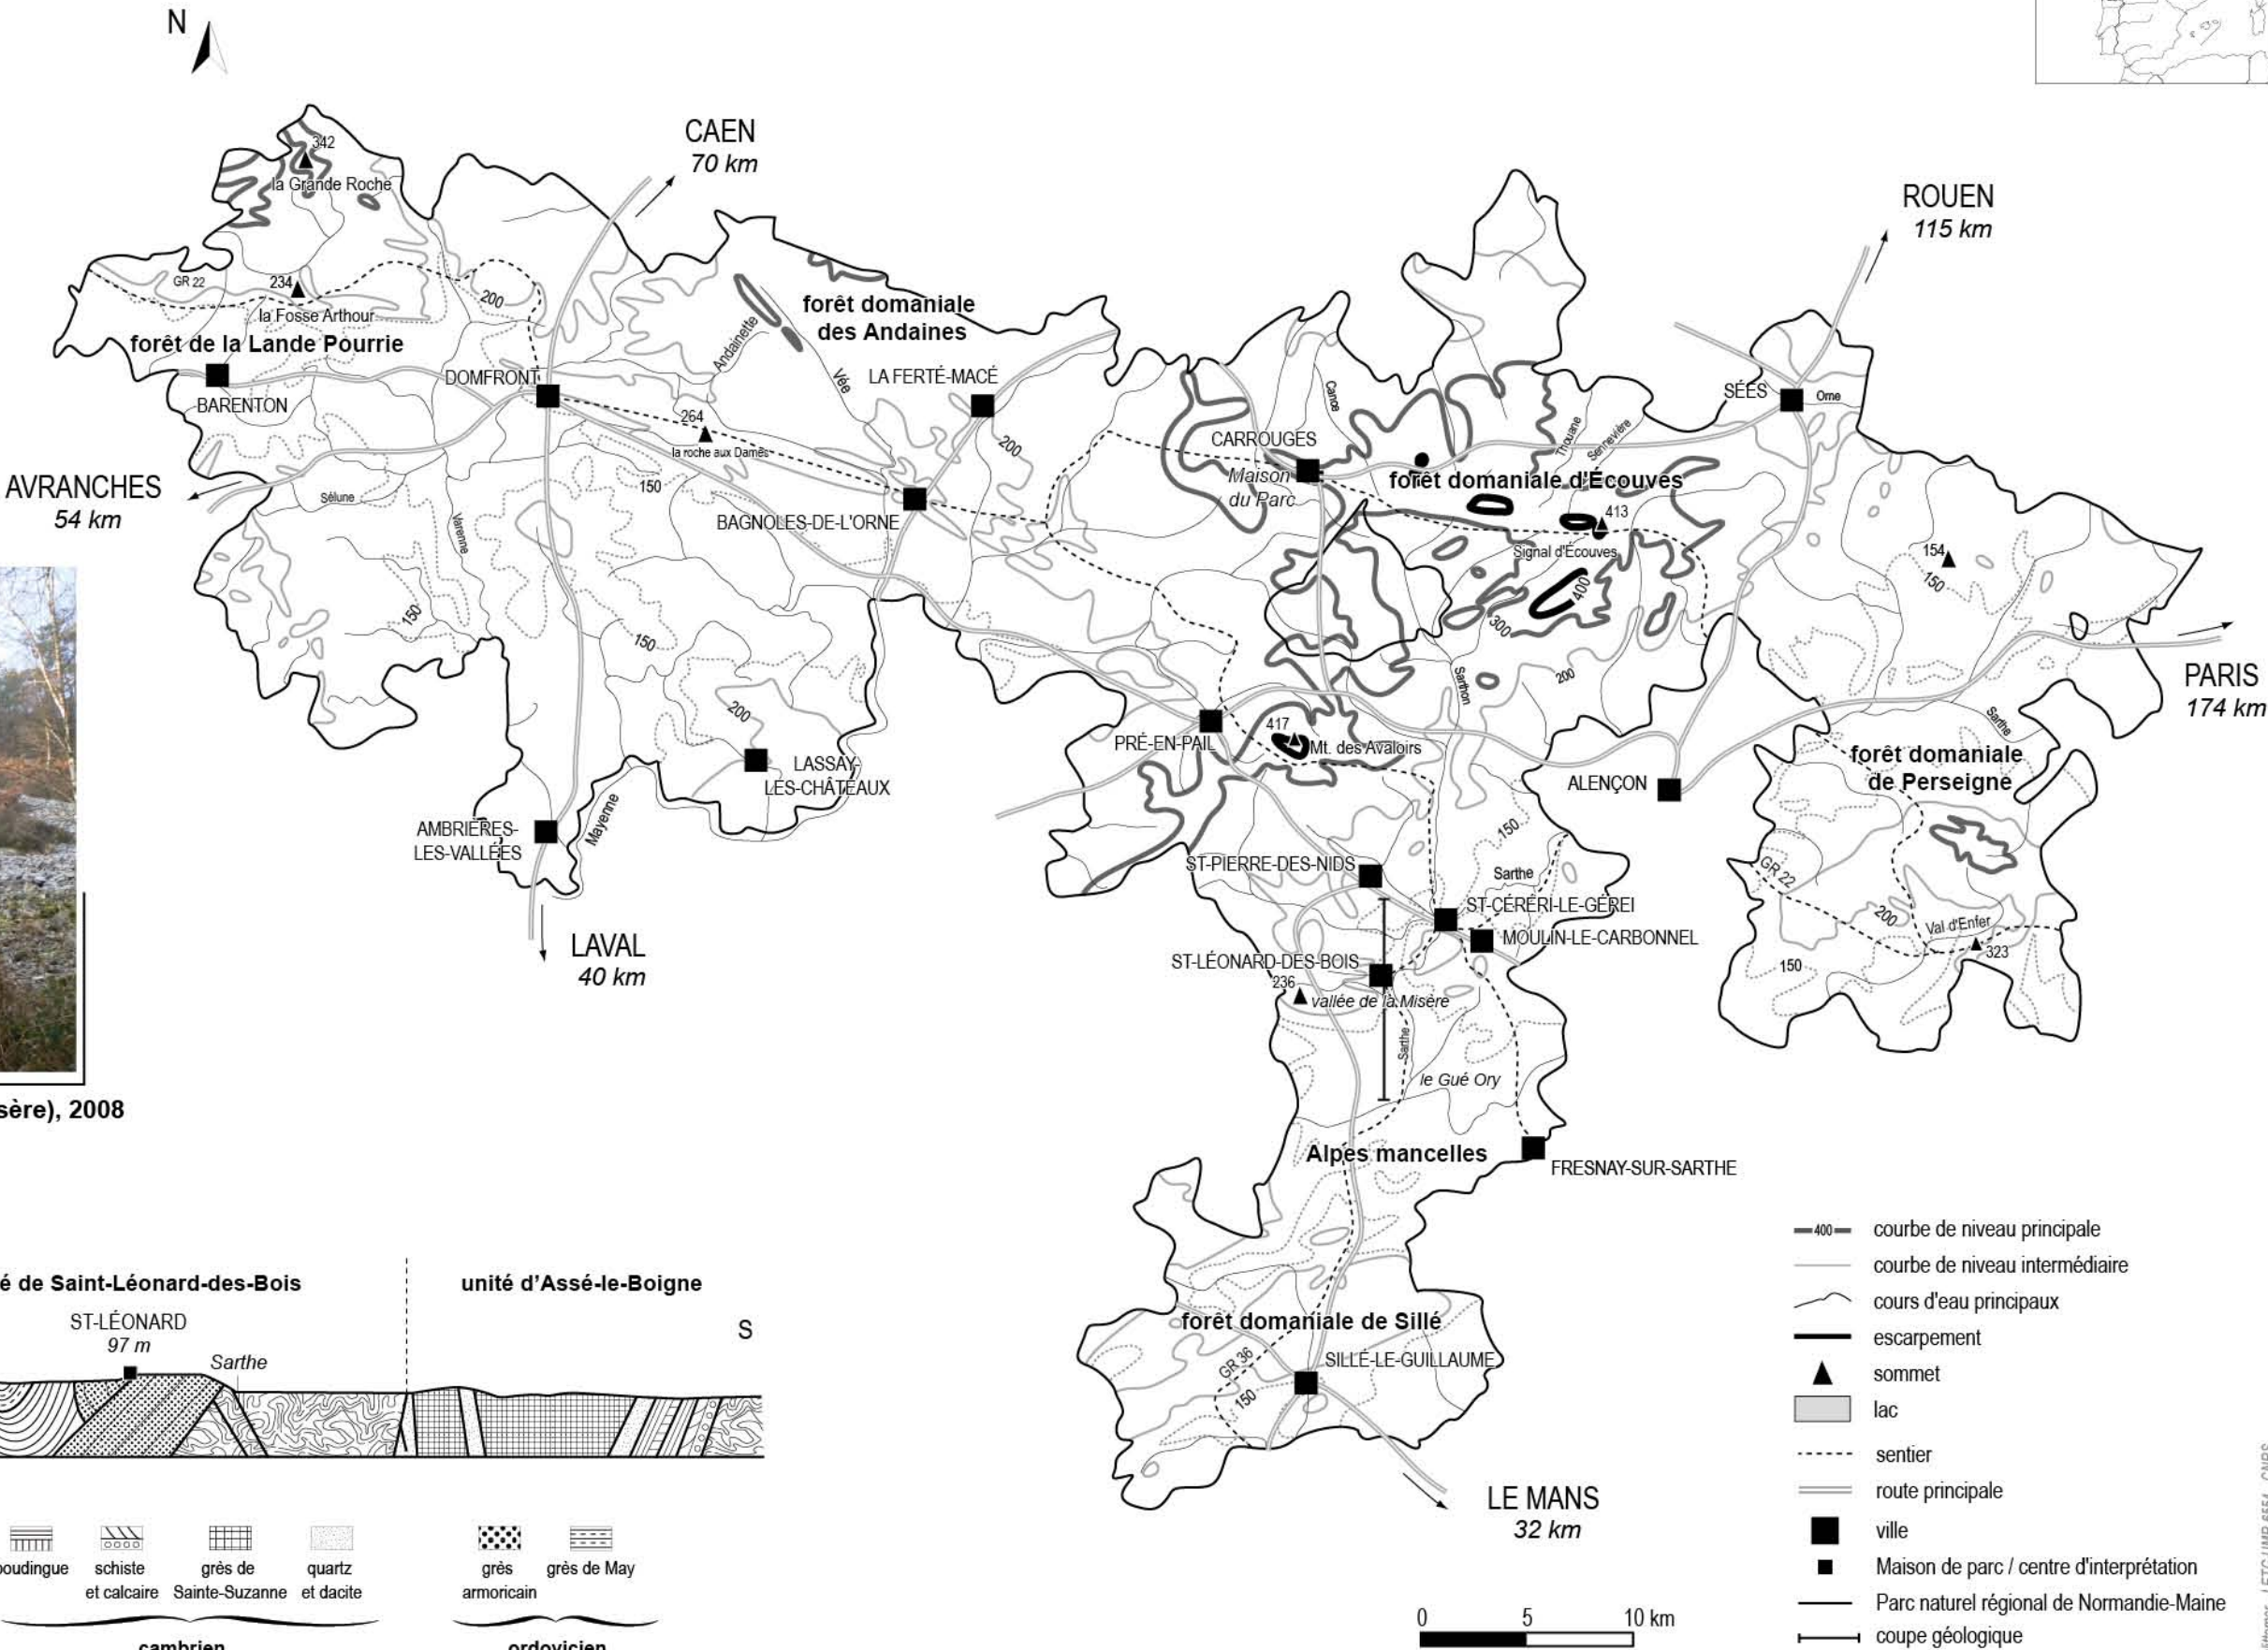 N
CAEN
70 km
ROUEN
115 km
342
la Grande Roche
GR 22
234
la Fosse Arthour
200
forêt de la Lande Pourrie
forêt domaniale
des Andaines
Andainette
Vée
LA FERTÉ-MACÉ
DOMFRONT
BARENTON
264
la roche aux Dames
200
Canoe
CARROUGES
Maison
du Parc
Thouane
Sennevière
SÉES
Orne
forêt domaniale d'Écouves
AVRANCHES
54 km
Sélune
Varenne
150
BAGNOLES-DE-L'ORNE
413
Signal d'Écouves
154
150
400
300
150
150
200
Sarthon
200
PARIS
174 km
417
Mt. des Avaloirs
PRÉ-EN-PAIL
LASSAY-
LES-CHÂTEAUX
Sarthe
forêt domaniale
de Perseigne
ALENÇON
AMBRIÈRES-
LES-VALLÉES
Mayenne
150
ST-PIERRE-DES-NIDS
Sarthe
GR 22
ST-CÉRÉRI-LE-GÉREI
200
Val d'Enfer
323
MOULIN-LE-CARBONNEL
LAVAL
40 km
ST-LÉONARD-DES-BOIS
236
vallée de la Misère
150
Sarthe
le Gué Ory
sère), 2008
Alpes mancelles
FRESNAY-SUR-SARTHE
é de Saint-Léonard-des-Bois
unité d'Assé-le-Boigne
ST-LÉONARD
97 m
Sarthe
S
forêt domaniale de Sillé
GR 36
SILLÉ-LE-GUILLAUME
150
LE MANS
32 km
400
courbe de niveau principale
courbe de niveau intermédiaire
cours d'eau principaux
escarpement
sommet
lac
sentier
route principale
ville
Maison de parc / centre d'interprétation
Parc naturel régional de Normandie-Maine
coupe géologique
poudingue
schiste
et calcaire
grès de
Sainte-Suzanne
quartz
et dacite
grès
armoricain
grès de May
cambrien
ordovicien
0 5 10 km
LETG UMR 6554 - CNRS